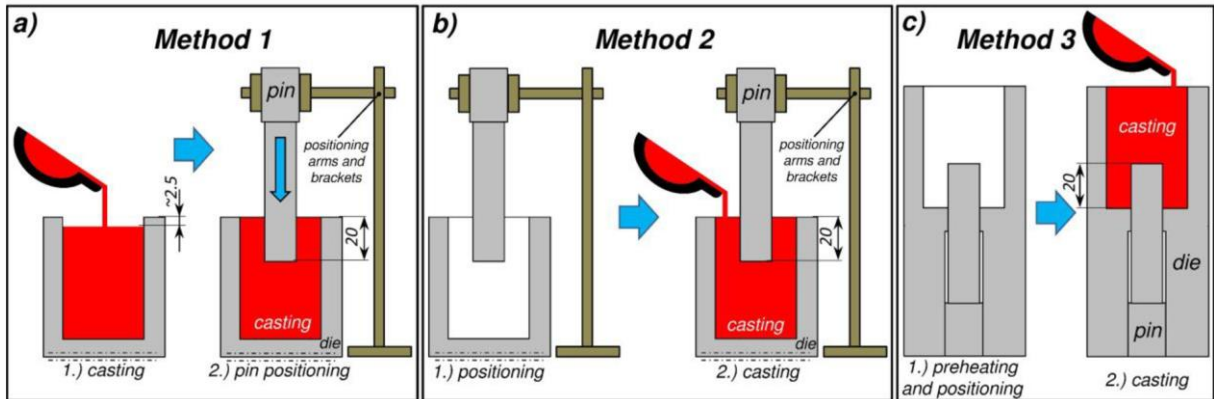 a)
Method 1
pin
positioning
arms and
brackets
~2.5
20
casting
die
1.) casting
2.) pin positioning
b)
Method 2
pin
positioning
arms and
brackets
20
casting
die
1.) positioning
2.) casting
c)
Method 3
casting
20
die
pin
1.) preheating
and positioning
2.) casting